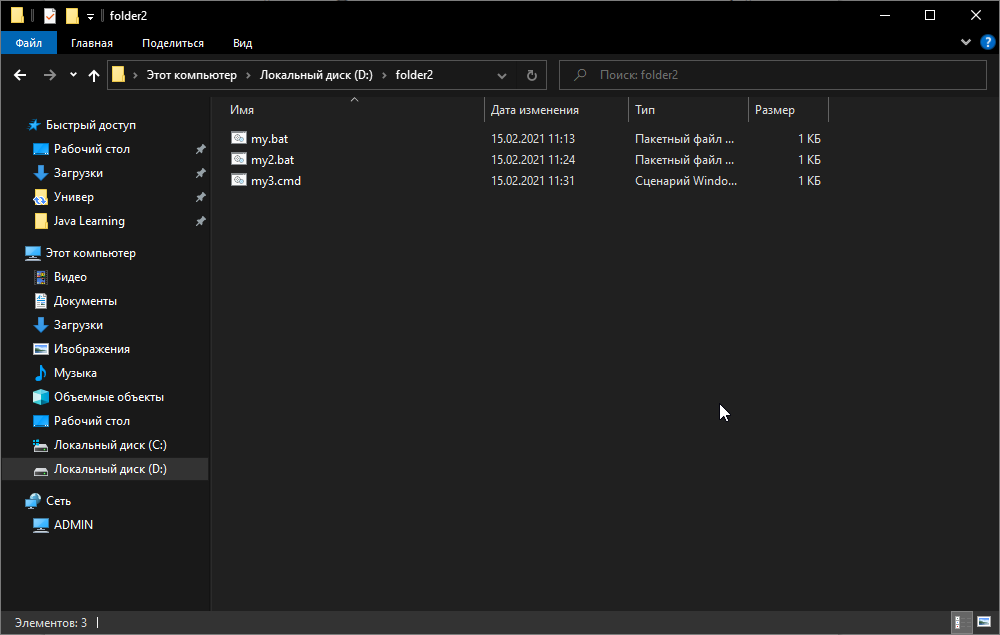 folder2
Файл Главная Поделиться Вид
Этот компьютер Локальный диск (D:) folder2 Поиск: folder2
Имя Дата изменения Тип Размер
my.bat 15.02.2021 11:13 Пакетный файл ... 1 КБ
my2.bat 15.02.2021 11:24 Пакетный файл ... 1 КБ
my3.cmd 15.02.2021 11:31 Сценарий Windo... 1 КБ
Быстрый доступ
Рабочий стол
Загрузки
Универ
Java Learning
Этот компьютер
Видео
Документы
Загрузки
Изображения
Музыка
Объемные объекты
Рабочий стол
Локальный диск (C:)
Локальный диск (D:)
Сеть
ADMIN
Элементов: 3